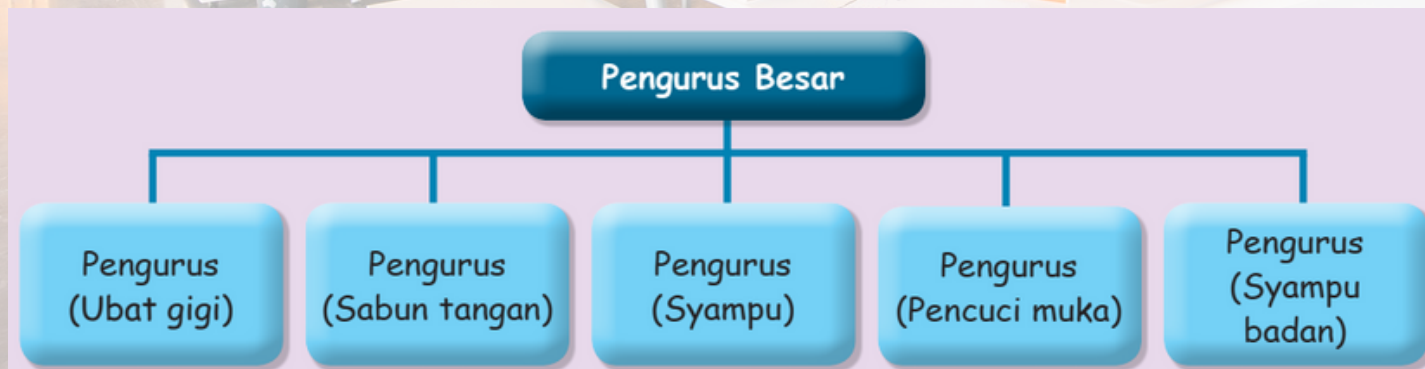 Pengurus Besar
Pengurus
(Ubat gigi)
Pengurus
(Sabun tangan)
Pengurus
(Syampu)
Pengurus
(Pencuci muka)
Pengurus
(Syampu
badan)